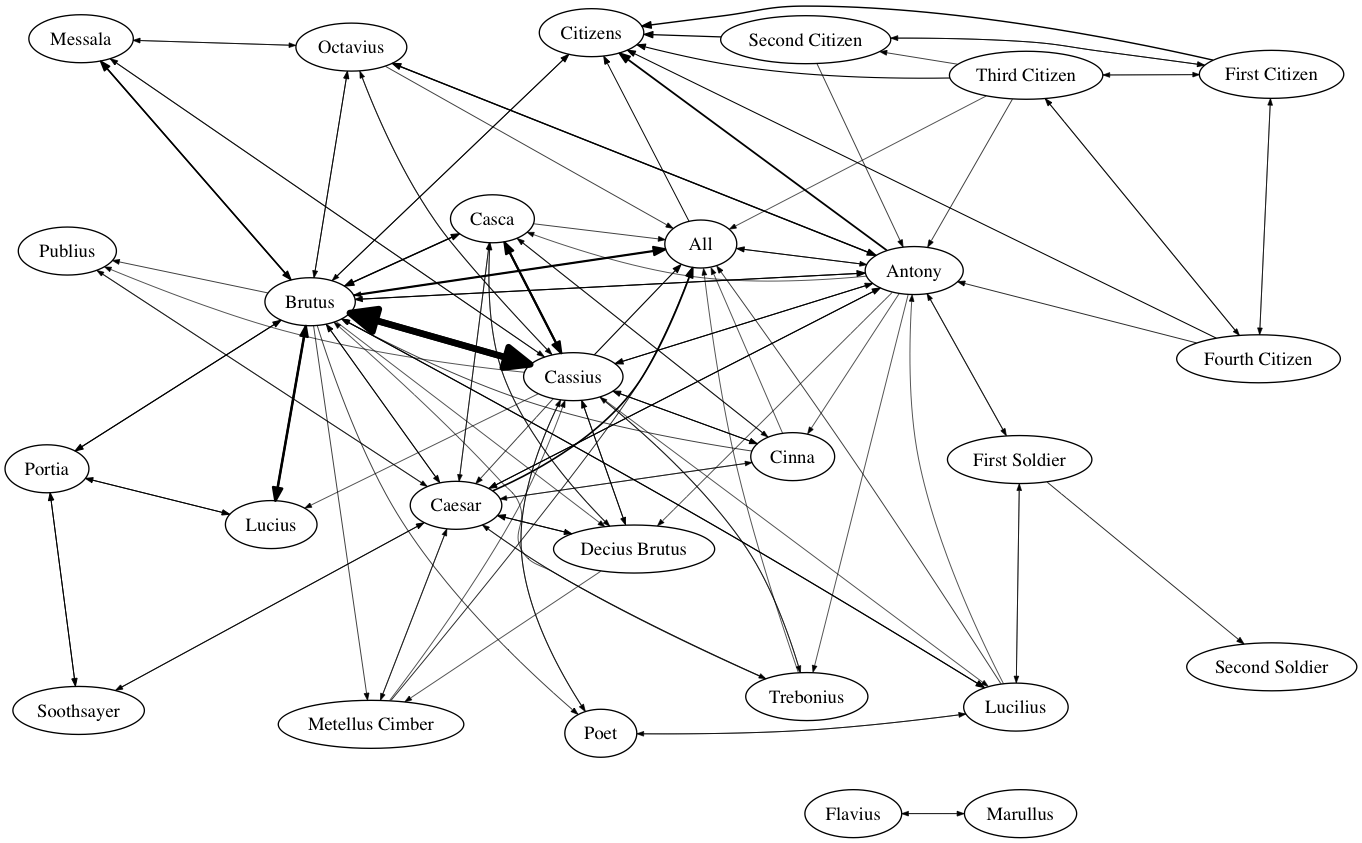 Messala
Octavius
Citizens
Second Citizen
Third Citizen
First Citizen
Publius
Casca
All
Antony
Brutus
Cassius
Fourth Citizen
Portia
Lucius
Caesar
Cinna
First Soldier
Decius Brutus
Soothsayer
Metellus Cimber
Poet
Trebonius
Lucilius
Second Soldier
Flavius
Marullus